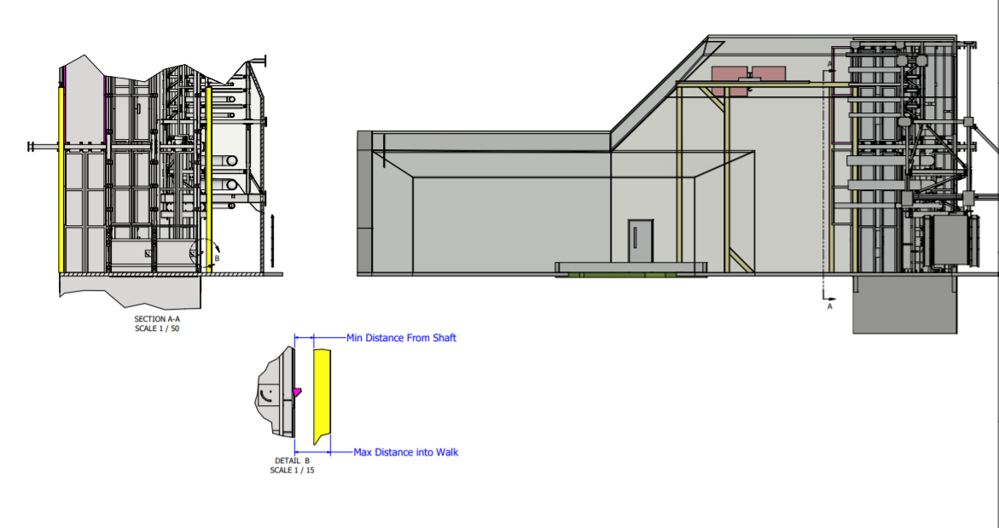 A
B
SECTION A-A
SCALE 1 / 50
A
Min Distance From Shaft
Max Distance into Walk
DETAIL B
SCALE 1 / 15